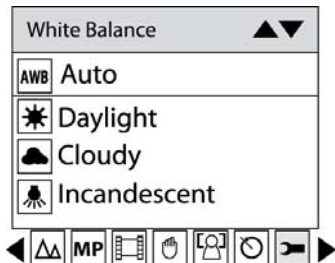 White Balance
AWB Auto
Daylight
Cloudy
Incandescent
MP